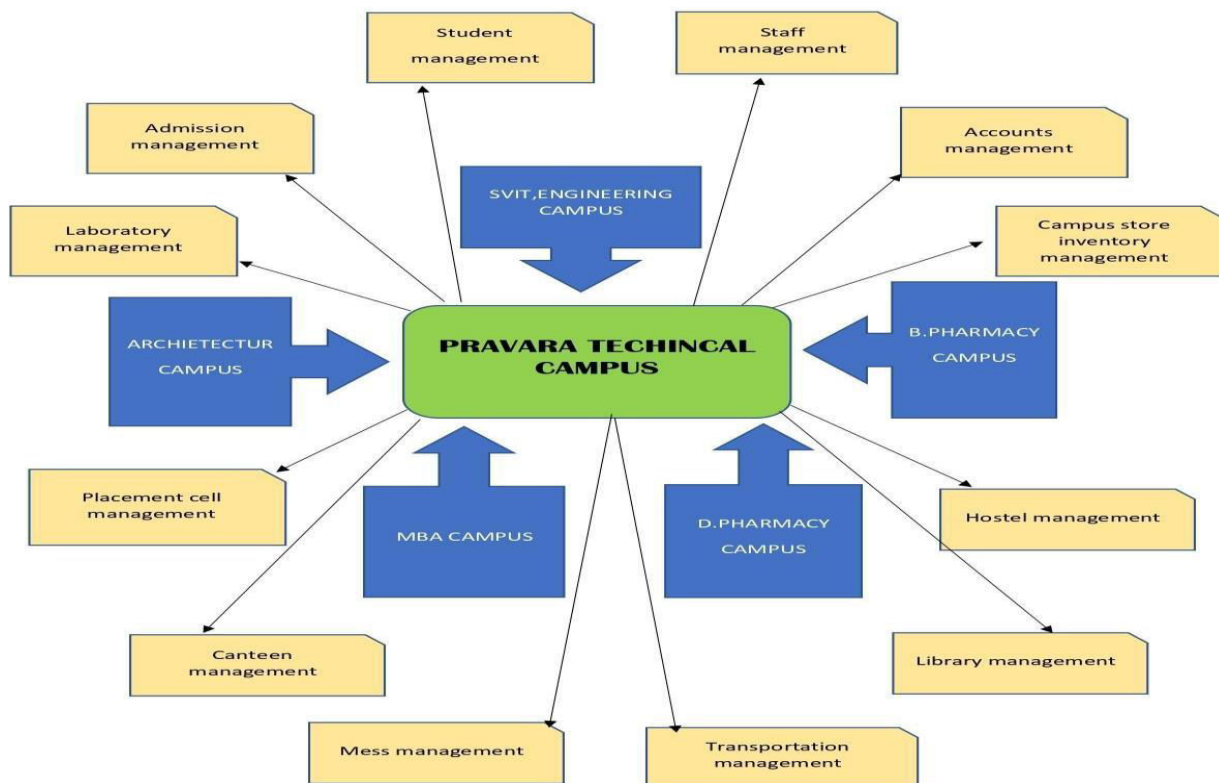 Student
management
Staff
management
Admission
management
Accounts
management
SVIT,ENGINEERING
CAMPUS
Laboratory
management
Campus store
inventory
management
ARCHIETECTUR
CAMPUS
PRAVARA TECHINCAL
CAMPUS
B.PHARMACY
CAMPUS
Placement cell
management
MBA CAMPUS
D.PHARMACY
CAMPUS
Hostel management
Canteen
management
Library management
Mess management
Transportation
management